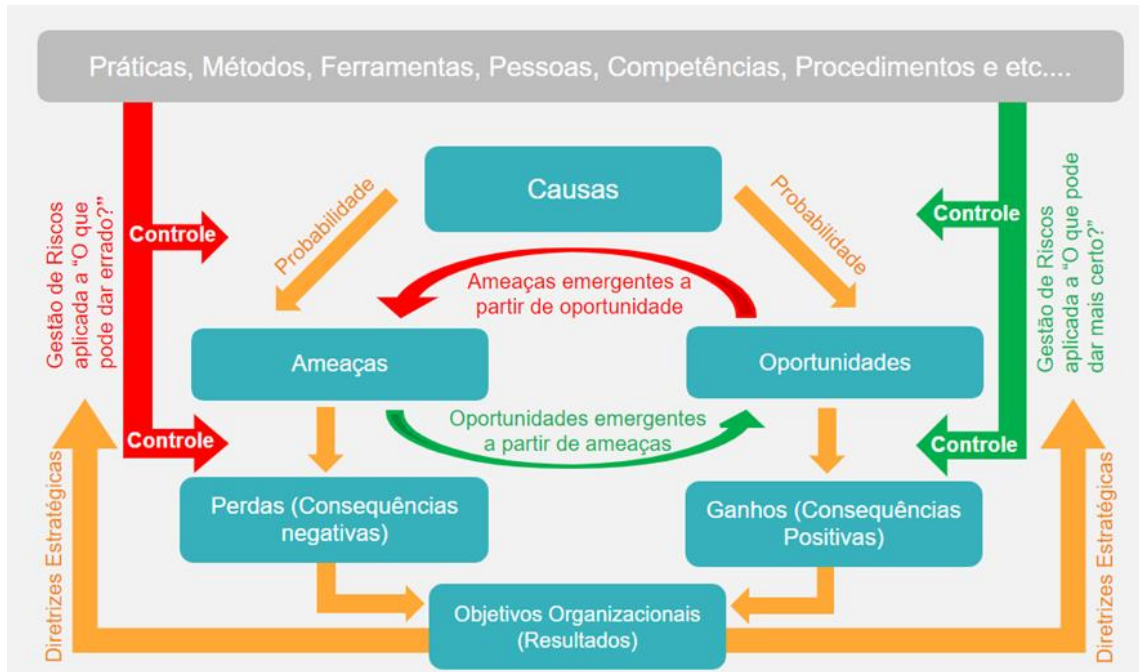 Práticas, Métodos, Ferramentas, Pessoas, Competências, Procedimentos e etc....
Causas
Probabilidade
Probabilidade
Gestão de Riscos
aplicada a "O que
pode dar errado?"
Controle
Controle
Gestão de Riscos
aplicada a "O que pode
dar mais certo?"
Ameaças emergentes a
partir de oportunidade
Ameaças
Oportunidades
Oportunidades emergentes
a partir de ameaças
Controle
Controle
Perdas (Consequências
negativas)
Ganhos (Consequências
Positivas)
Diretrizes Estratégicas
Diretrizes Estratégicas
Objetivos Organizacionais
(Resultados)